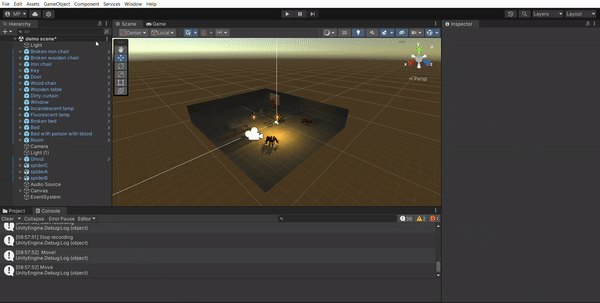 File Edit Assets GameObject Component Services Window Help
MP
Layers Layout
Hierarchy
Scene Game
Inspector
All
Center Local
2D
demo scene*
Light
Broken iron chair
Broken wooden chair
Iron chair
Key
Door
Wood chair
Wooden table
Dirty curtain
Window
Incandescent lamp
Fluorescent lamp
Broken bed
Bed
Bed with person with blood
Room
Camera
Light (1)
Ghoul
spiderC
spiderA
spiderB
Audio Source
Canvas
EventSystem
Persp
Project Console
Clear Collapse Error Pause Editor
UnityEngine.Debug:Log (object)
[08:57:51] Stop recording
UnityEngine.Debug:Log (object)
[08:57:52] Move!
UnityEngine.Debug:Log (object)
[08:57:52] Move
UnityEngine.Debug:Log (object)